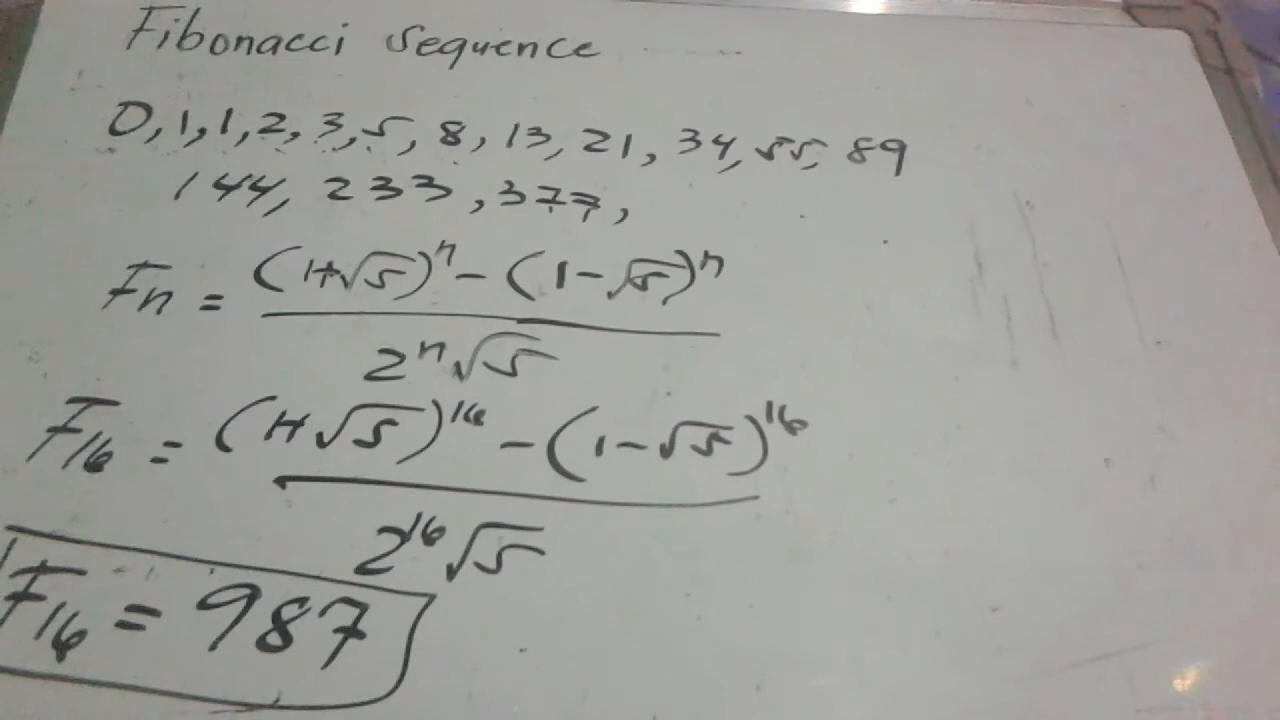 Fibonacci Sequence
0, 1, 1, 2, 3, 5, 8, 13, 21, 34, 55, 89
144, 233, 377,
Fn = (1+√5)^n - (1-√5)^n
2^n √5
F16 = (1+√5)^16 - (1-√5)^16
2^16 √5
F16 = 987